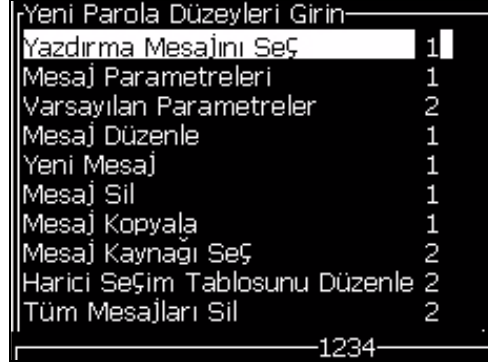 Yeni Parola Düzeyleri Girin
Yazdırma Mesajını Seç 1
Mesaj Parametreleri 1
Varsayılan Parametreler 2
Mesaj Düzenle 1
Yeni Mesaj 1
Mesaj Sil 1
Mesaj Kopyala 1
Mesaj Kaynağı Seç 2
Harici Seçim Tablosunu Düzenle 2
Tüm Mesajları Sil 2
1234